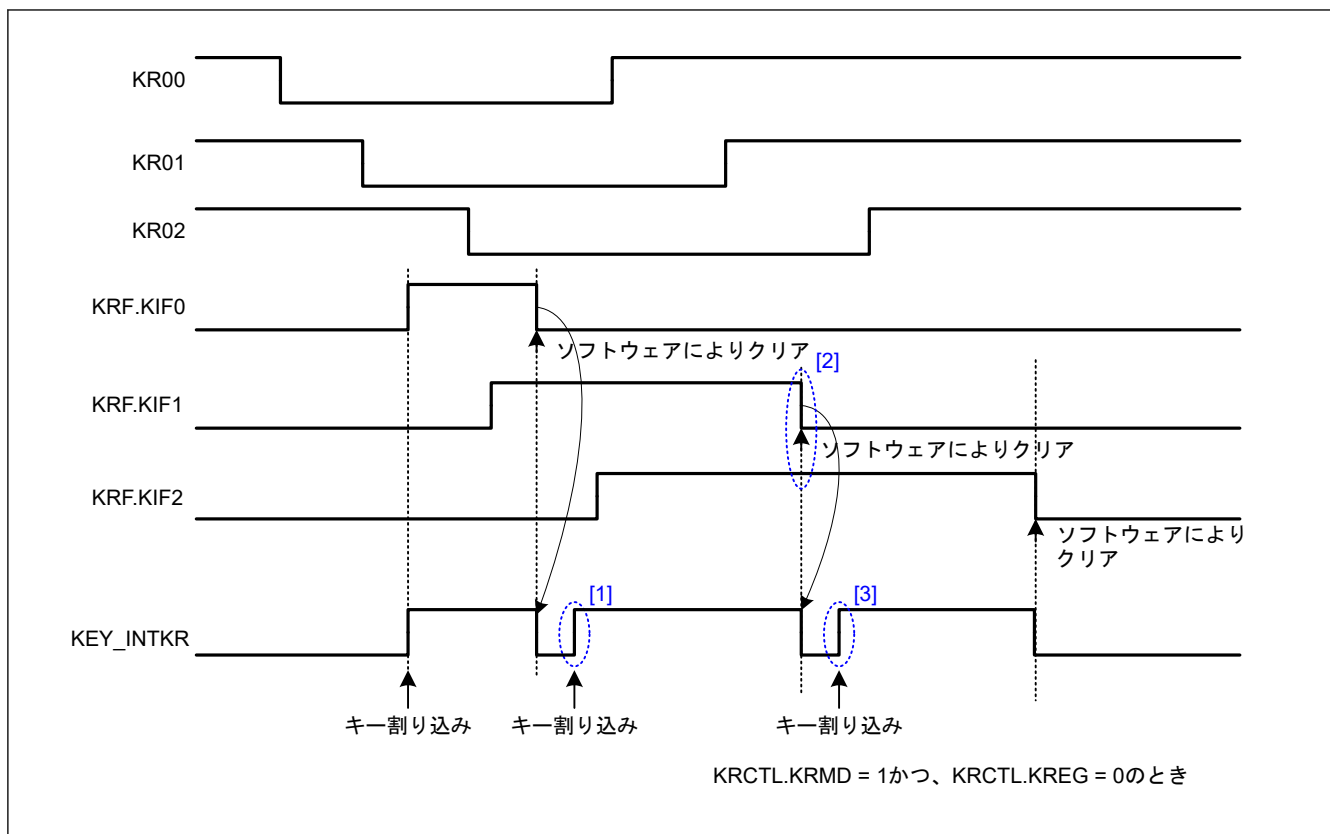 KR00
KR01
KR02
KRF.KIF0
ソフトウェアによりクリア
[2]
KRF.KIF1
ソフトウェアによりクリア
KRF.KIF2
ソフトウェアにより
クリア
[1]
[3]
KEY_INTKR
キー割り込み
キー割り込み
キー割り込み
KRCTL.KRMD = 1かつ、KRCTL.KREG = 0のとき